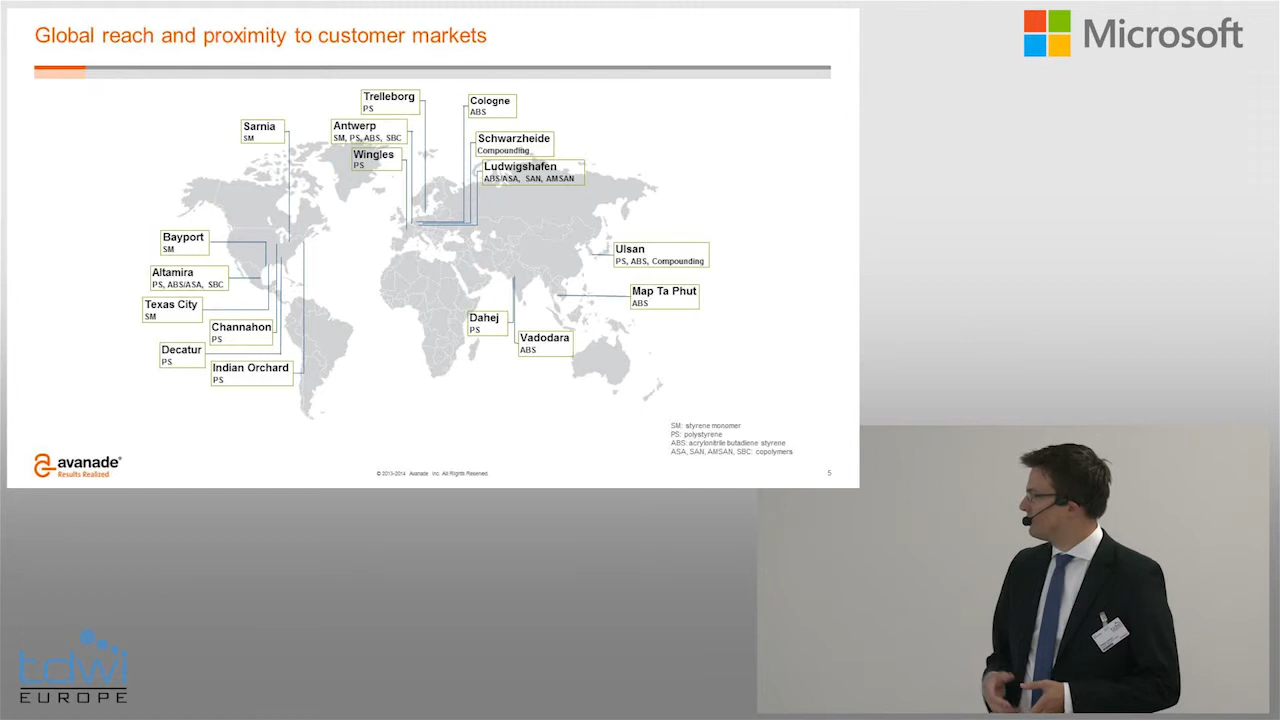 Global reach and proximity to customer markets
Microsoft
Trelleborg
PS
Cologne
ABS
Sarnia
SM
Antwerp
SM, PS, ABS, SBC
Schwarzheide
Compounding
Wingles
PS
Ludwigshafen
ABS/ASA, SAN, AMSAN
Bayport
SM
Ulsan
PS, ABS, Compounding
Altamira
PS, ABS/ASA, SBC
Map Ta Phut
ABS
Texas City
SM
Channahon
PS
Dahej
PS
Vadodara
ABS
Decatur
PS
Indian Orchard
PS
SM: styrene monomer
PS: polystyrene
ABS: acrylonitrile butadiene styrene
ASA, SAN, AMSAN, SBC: copolymers
avanade®
Results Realized
© 2013-2014 Avanade Inc. All Rights Reserved.
5
tdwi
EUROPE